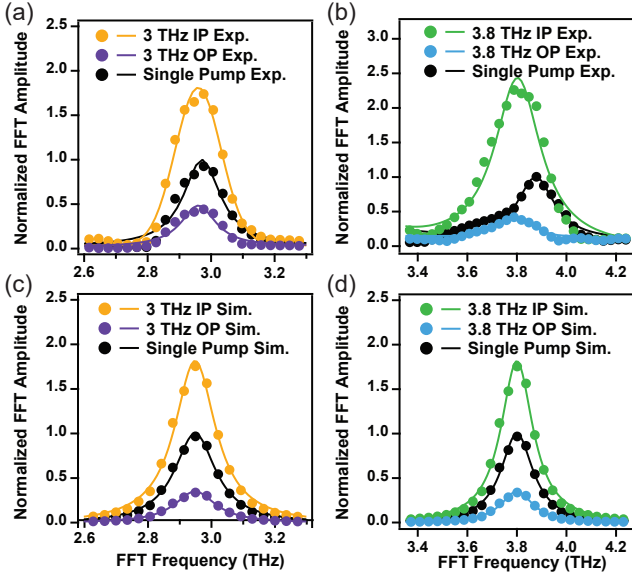 (a)
3 THz IP Exp.
3 THz OP Exp.
Single Pump Exp.
Normalized FFT Amplitude
2.5
2.0
1.5
1.0
0.5
0.0
2.6 2.8 3.0 3.2
(b)
3.8 THz IP Exp.
3.8 THz OP Exp.
Single Pump Exp.
Normalized FFT Amplitude
3.0
2.5
2.0
1.5
1.0
0.5
0.0
3.4 3.6 3.8 4.0 4.2
(c)
3 THz IP Sim.
3 THz OP Sim.
Single Pump Sim.
Normalized FFT Amplitude
2.5
2.0
1.5
1.0
0.5
0.0
2.6 2.8 3.0 3.2
FFT Frequency (THz)
(d)
3.8 THz IP Sim.
3.8 THz OP Sim.
Single Pump Sim.
Normalized FFT Amplitude
2.5
2.0
1.5
1.0
0.5
0.0
3.4 3.6 3.8 4.0 4.2
FFT Frequency (THz)